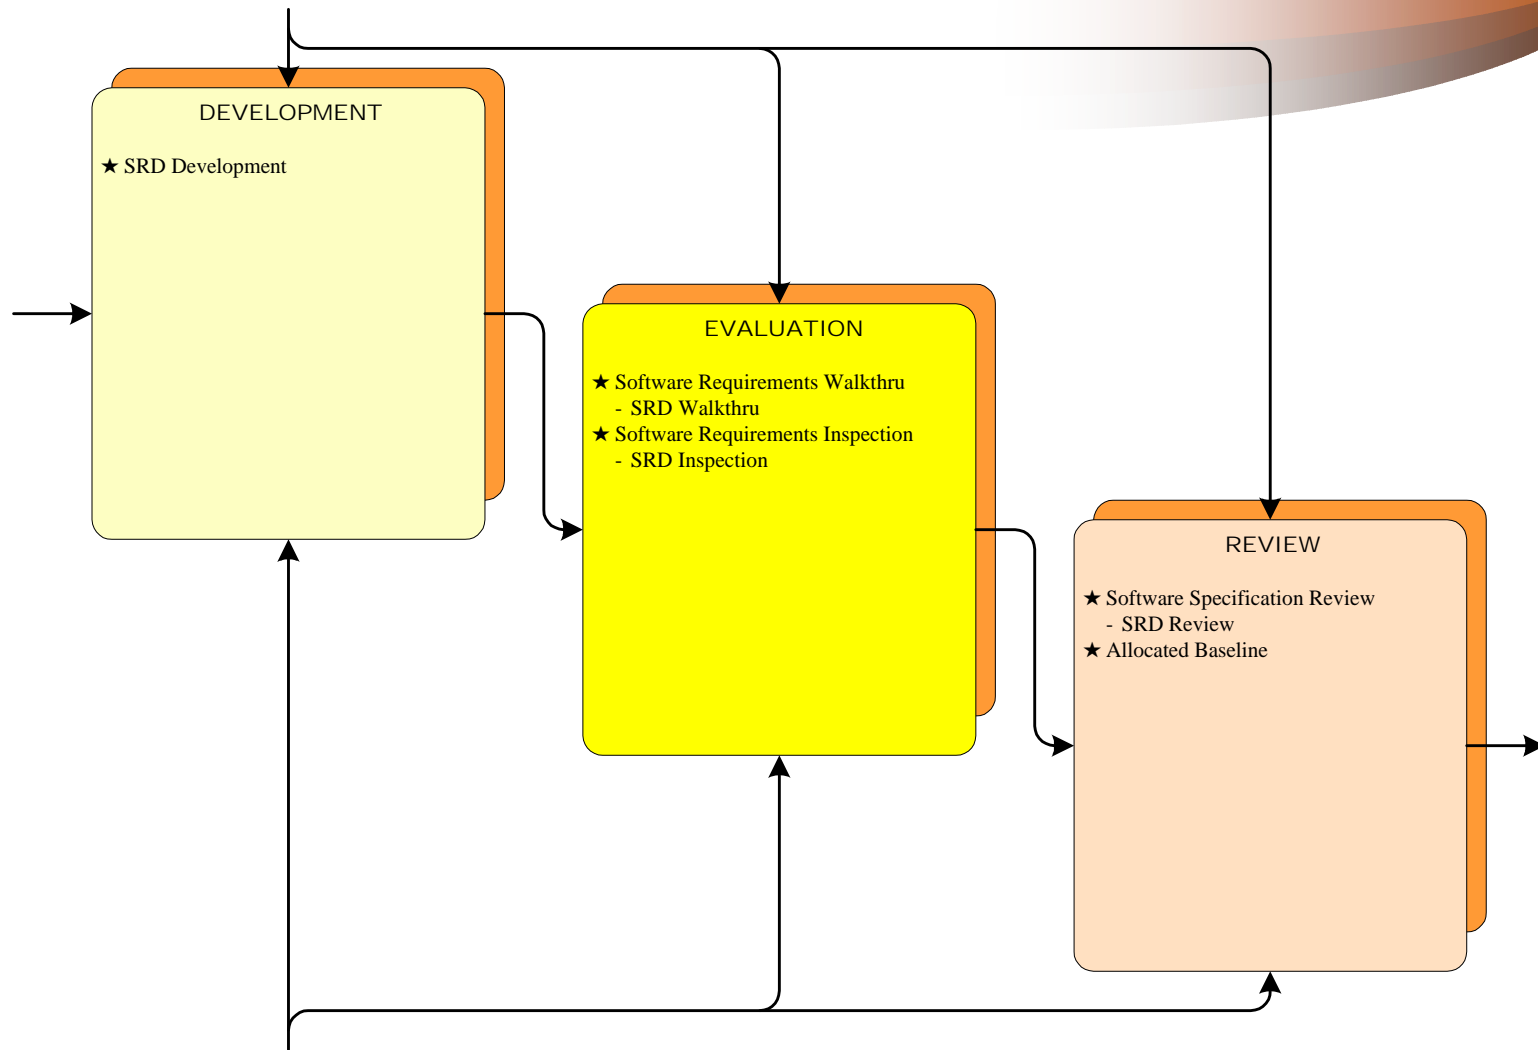 DEVELOPMENT
★ SRD Development
EVALUATION
★ Software Requirements Walkthru
- SRD Walkthru
★ Software Requirements Inspection
- SRD Inspection
REVIEW
★ Software Specification Review
- SRD Review
★ Allocated Baseline